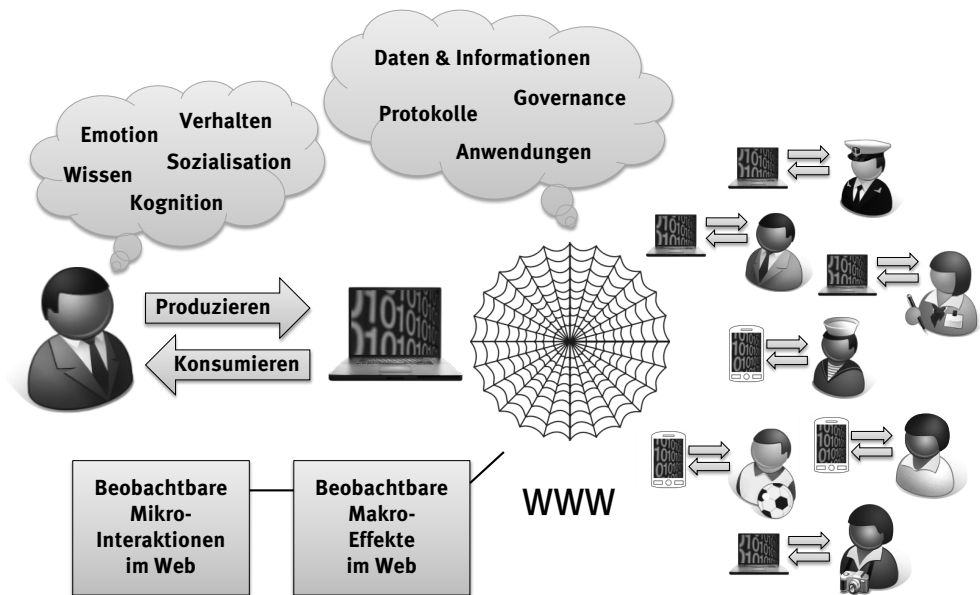 Emotion
Verhalten
Wissen
Sozialisation
Kognition
Daten & Informationen
Protokolle
Governance
Anwendungen
Produzieren
Konsumieren
Beobachtbare
Mikro-
Interaktionen
im Web
Beobachtbare
Makro-
Effekte
im Web
WWW